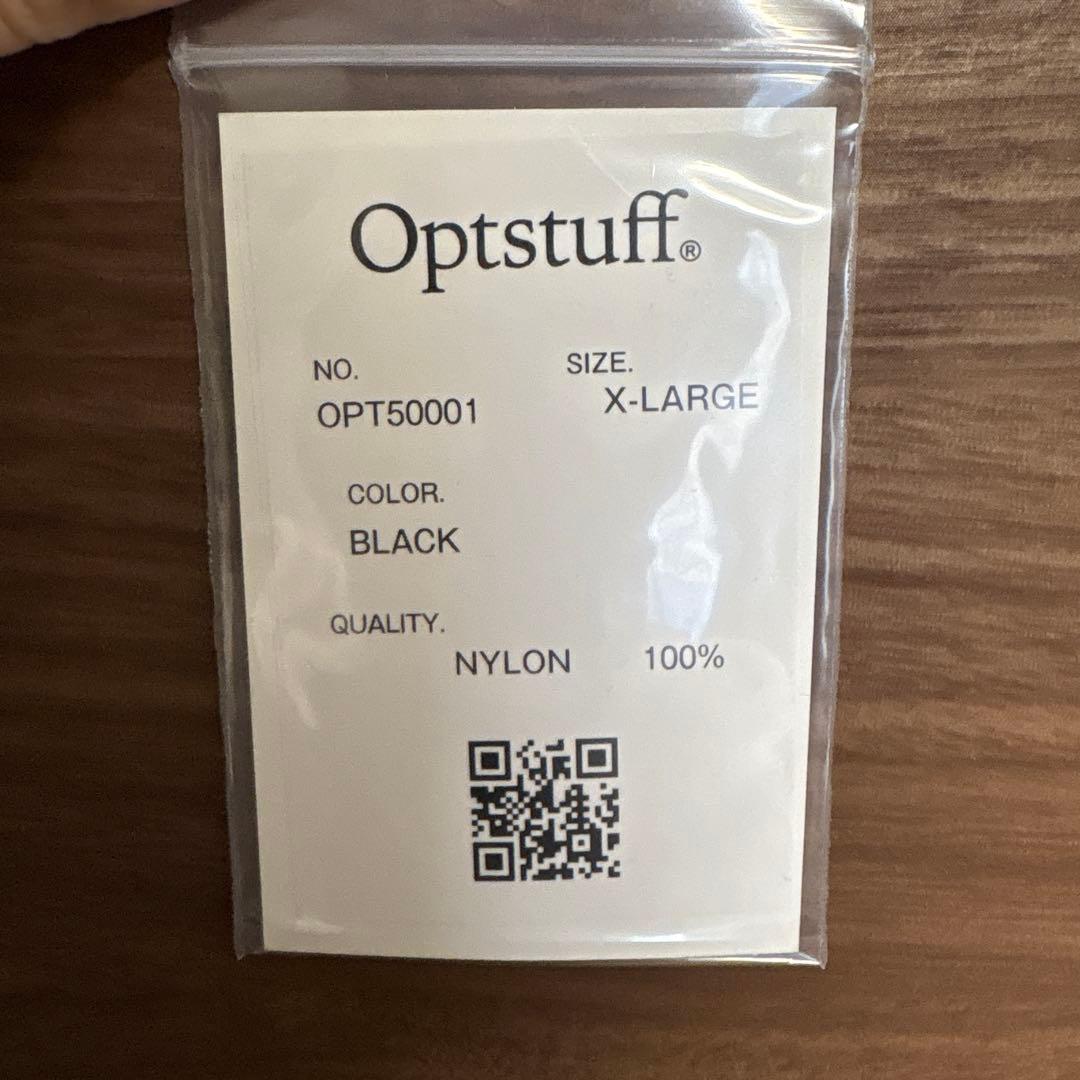 Optstuff®
NO.
OPT50001
SIZE.
X-LARGE
COLOR.
BLACK
QUALITY.
NYLON 100%